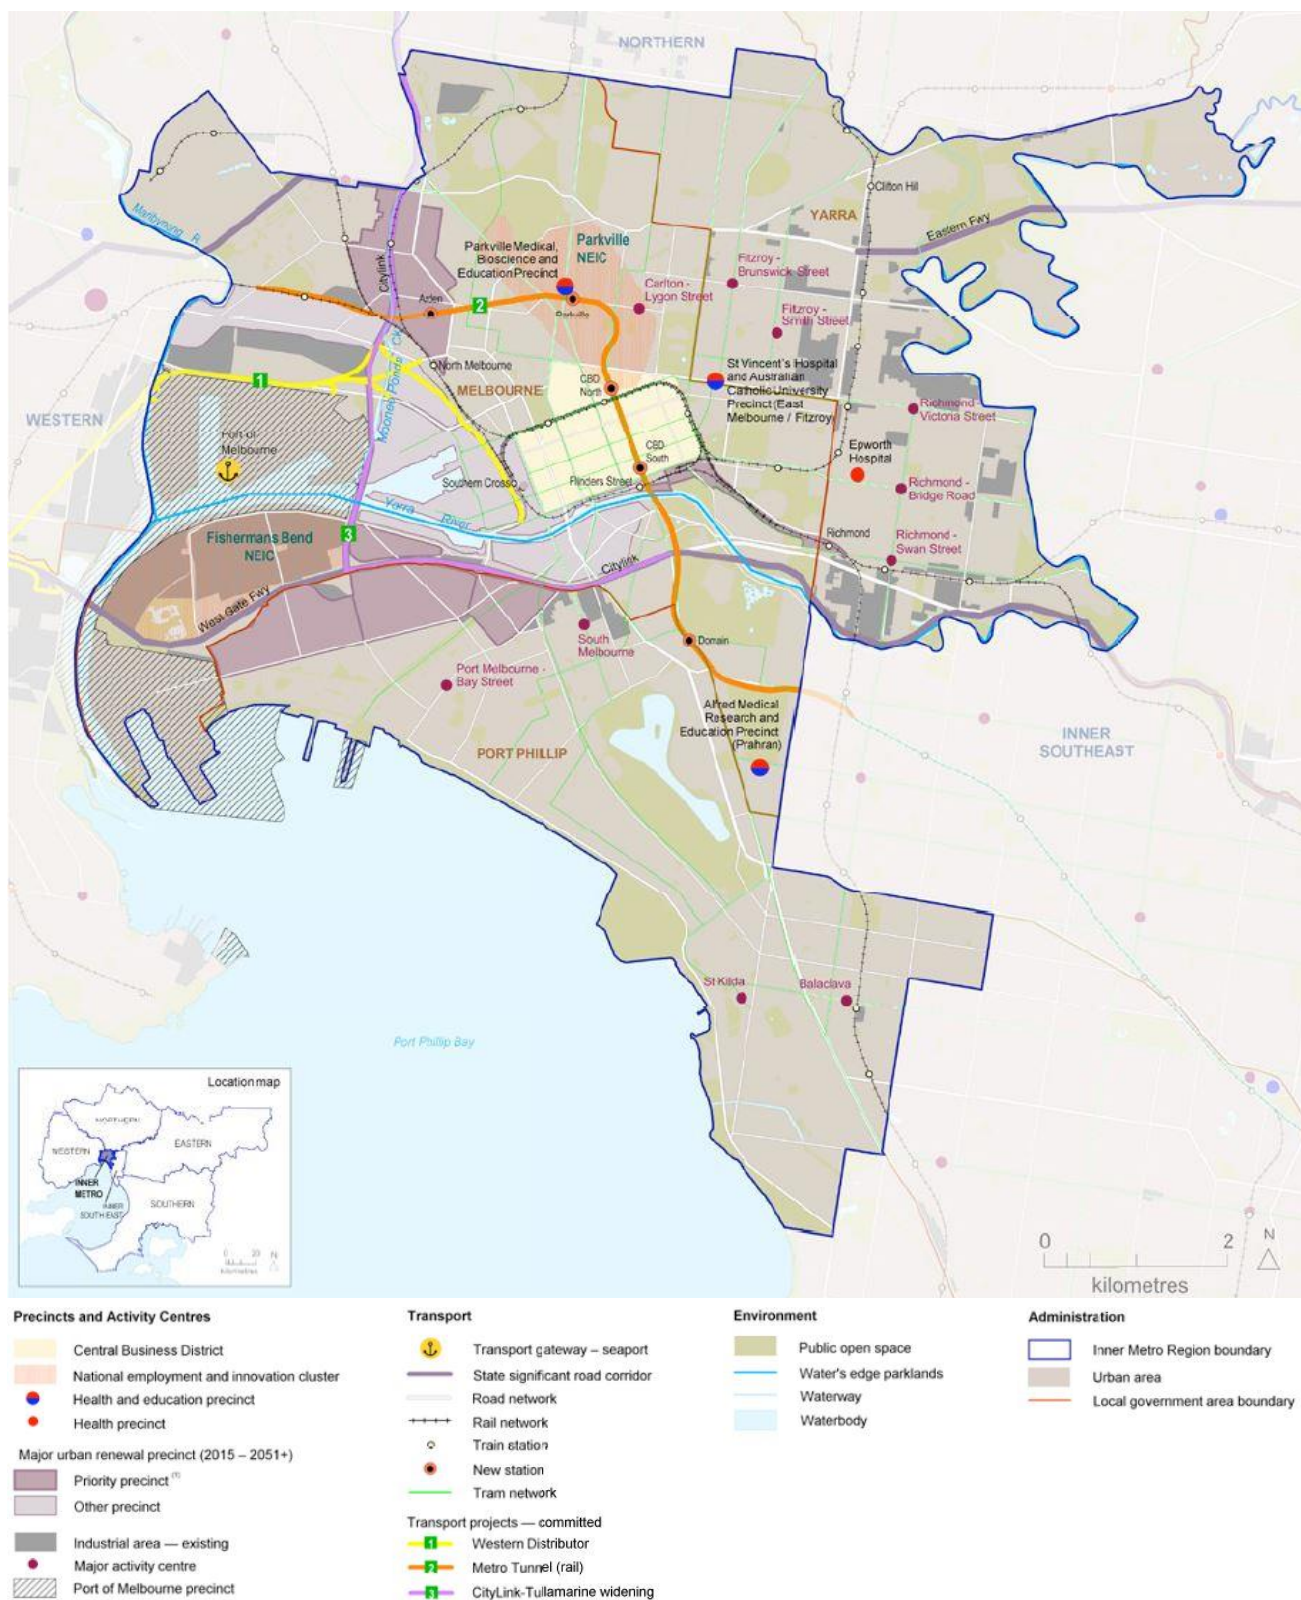 NORTHERN
Clifton Hill
YARRA
Maribyrnong R
Eastern Fwy
Citylink
Parkville Medical,
Bioscience and
Education Precinct
Parkville
NEIC
Fitzroy -
Brunswick Street
Carlton -
Lygon Street
Arden
2
Parkville
Fitzroy -
Smith Street
North Melbourne
MELBOURNE
CBD
North
St Vincent's Hospital
and Australian
Catholic University
Precinct (East
Melbourne / Fitzroy)
1
Moonee Ponds Ck
WESTERN
Richmond -
Victoria Street
Port of
Melbourne
CBD
South
Epworth
Hospital
Southern Cross
Flinders Street
Richmond -
Bridge Road
Yarra River
Fishermans Bend
NEIC
3
Richmond
Richmond -
Swan Street
Citylink
West Gate Fwy
South
Melbourne
Domain
Port Melbourne -
Bay Street
Alfred Medical
Research and
Education Precinct
(Prahran)
PORT PHILLIP
INNER
SOUTHEAST
St Kilda
Balaclava
Port Phillip Bay
Location map
NORTHERN
WESTERN
EASTERN
INNER
METRO
INNER
SOUTH EAST
SOUTHERN
0 20 N
kilometres
0 2 N
kilometres
Precincts and Activity Centres
Central Business District
National employment and innovation cluster
Health and education precinct
Health precinct
Major urban renewal precinct (2015 – 2051+)
Priority precinct (1)
Other precinct
Industrial area — existing
Major activity centre
Port of Melbourne precinct
Transport
Transport gateway – seaport
State significant road corridor
Road network
Rail network
Train station
New station
Tram network
Transport projects — committed
1 Western Distributor
2 Metro Tunnel (rail)
3 CityLink-Tullamarine widening
Environment
Public open space
Water's edge parklands
Waterway
Waterbody
Administration
Inner Metro Region boundary
Urban area
Local government area boundary